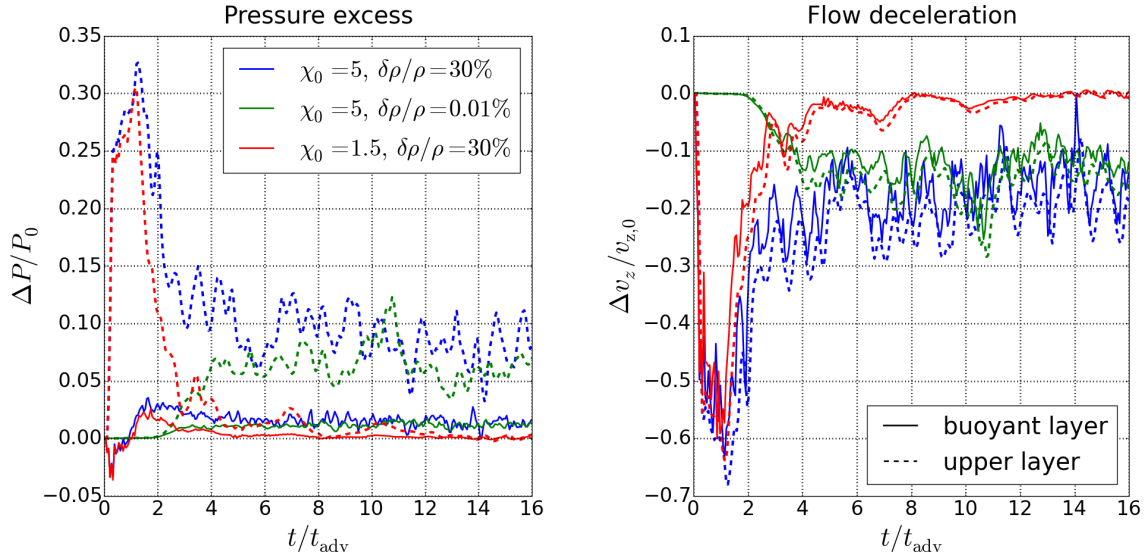 Pressure excess
0.35
0.30
0.25
0.20
0.15
0.10
0.05
0.00
−0.05
ΔP/P₀
χ₀ = 5, δρ/ρ = 30%
χ₀ = 5, δρ/ρ = 0.01%
χ₀ = 1.5, δρ/ρ = 30%
0 2 4 6 8 10 12 14 16
t/t_adv
Flow deceleration
0.1
0.0
−0.1
−0.2
−0.3
−0.4
−0.5
−0.6
−0.7
Δv_z/v_z,0
buoyant layer
upper layer
0 2 4 6 8 10 12 14 16
t/t_adv